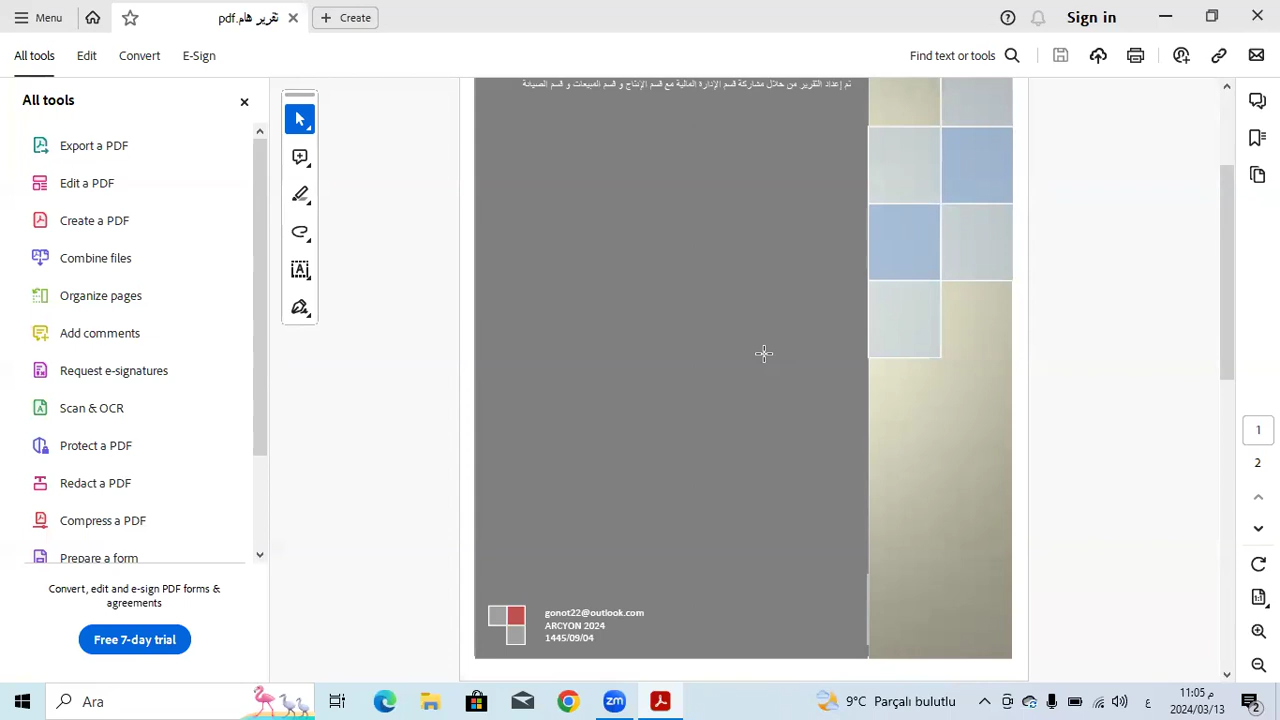 Menu
تقرير هام.pdf
Create
Sign in
All tools
Edit
Convert
E-Sign
Find text or tools
All tools
تم إعداد التقرير من خلال مشاركة قسم الإدارة المالية مع قسم الإنتاج و قسم المبيعات و قسم الصيانة
Export a PDF
Edit a PDF
Create a PDF
Combine files
Organize pages
Add comments
Request e-signatures
Scan & OCR
Protect a PDF
Redact a PDF
Compress a PDF
Prepare a form
1
2
Convert, edit and e-sign PDF forms &
agreements
Free 7-day trial
gonot22@outlook.com
ARCYON 2024
1445/09/04
Ara
zm
9°C Parçalı bulutlu
ع
1:05 م
2024/03/13
2